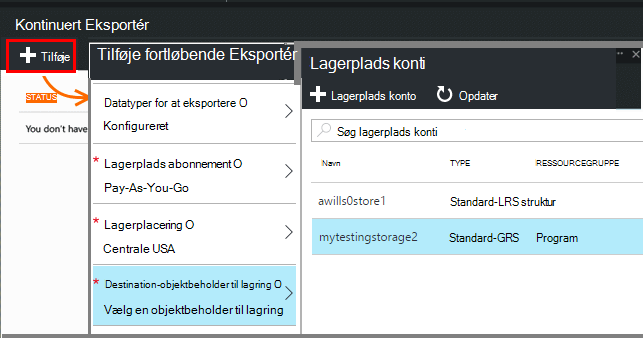 Kontinuert Eksportér
Tilføje
STATUS
You don't have
Tilføje fortløbende Eksportér
Datatyper for at eksportere O
Konfigureret
* Lagerplads abonnement O
Pay-As-You-Go
* Lagerplacering O
Centrale USA
* Destination-objektbeholder til lagring O
Vælg en objektbeholder til lagring
Lagerplads konti
Lagerplads konto Opdater
Søg lagerplads konti
Navn TYPE RESSOURCEGRUPPE
awills0store1 Standard-LRS struktur
mytestingstorage2 Standard-GRS Program